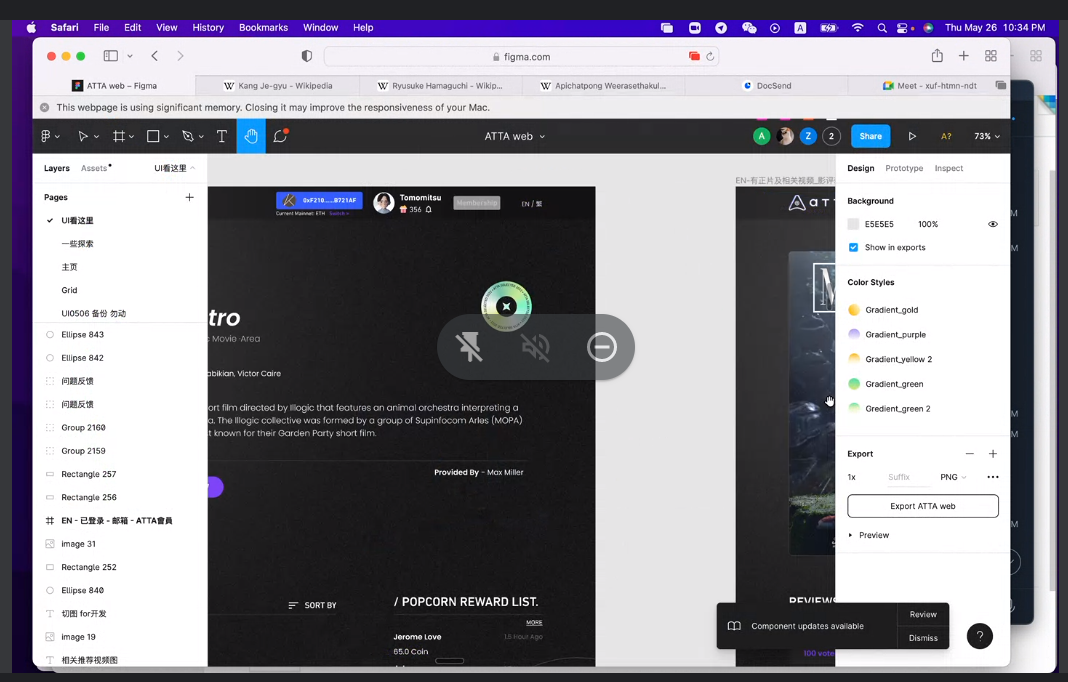 Safari File Edit View History Bookmarks Window Help
A
Thu May 26 10:34 PM
figma.com
ATTA web – Figma
Kang Je-gyu - Wikipedia
Ryusuke Hamaguchi - Wikip...
Apichatpong Weerasethakul...
DocSend
Meet - xuf-htmn-ndt
This webpage is using significant memory. Closing it may improve the responsiveness of your Mac.
ATTA web
A
Z
2
Share
A?
73%
Layers
Assets
UI看这里
Pages
UI看这里
一些探索
主页
Grid
UI0506 备份 勿动
Ellipse 843
Ellipse 842
问题反馈
问题反馈
Group 2160
Group 2159
Rectangle 257
Rectangle 256
EN - 已登录 - 邮箱 - ATTA會員
image 31
Rectangle 252
Ellipse 840
切图 for开发
image 19
相关推荐视频图
0xF210.....B721AF
Current Mainnet: ETH Switch >
Tomomitsu
356
Membership
EN / 繁
tro
Movie ·Area
obikian, Victor Caire
ort film directed by Illogic that features an animal orchestra interpreting a
a. The Illogic collective was formed by a group of Supinfocom Arles (MOPA)
t known for their Garden Party short film.
Provided By – Max Miller
SORT BY
/ POPCORN REWARD LIST.
MORE
Jerome Love
1.5 Hour Ago
65.0 Coin
EN-有正片及相关视频_影评
ATT
M
REVIEWS
100 vote
Component updates available
Review
Dismiss
Design
Prototype
Inspect
Background
E5E5E5
100%
Show in exports
Color Styles
Gradient_gold
Gradient_purple
Gradient_yellow 2
Gradient_green
Gradient_green 2
Export
1x
Suffix
PNG
Export ATTA web
Preview
?
M
M
M
M
M